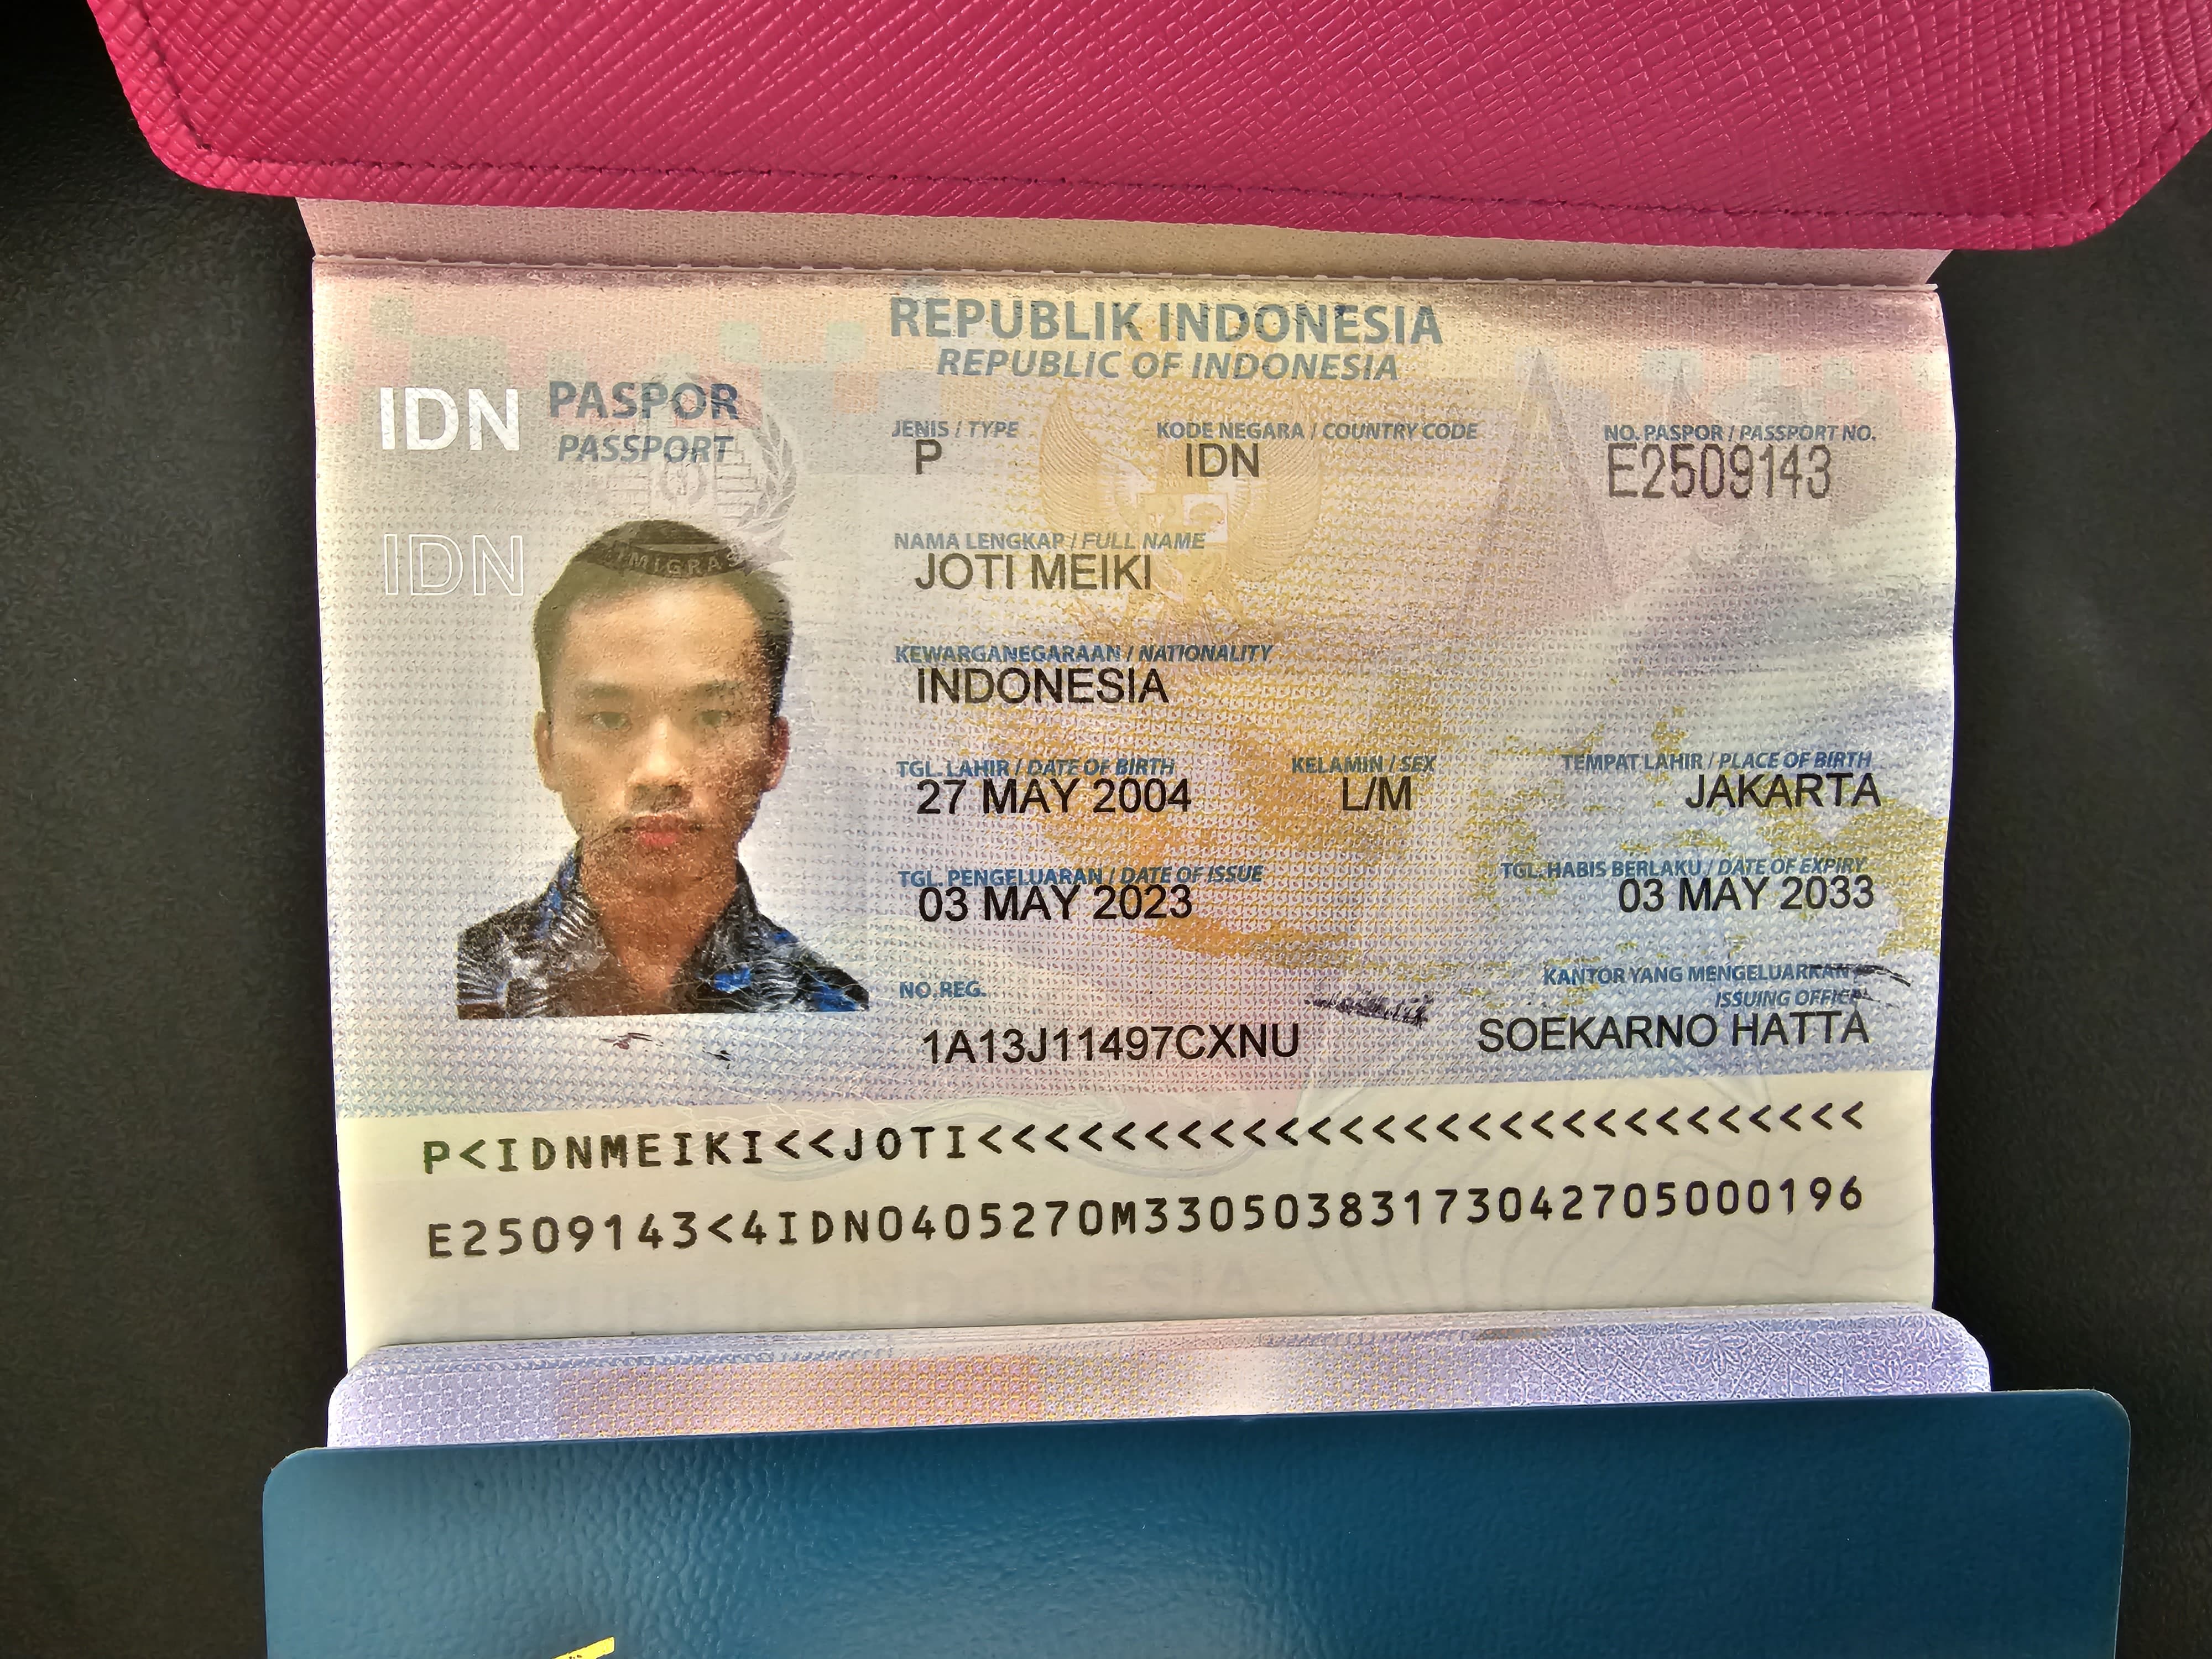 REPUBLIK INDONESIA
REPUBLIC OF INDONESIA
IDN PASPOR
PASSPORT
IDN
JENIS / TYPE KODE NEGARA / COUNTRY CODE NO. PASPOR / PASSPORT NO.
P IDN E2509143
NAMA LENGKAP / FULL NAME
JOTI MEIKI
KEWARGANEGARAAN / NATIONALITY
INDONESIA
TGL. LAHIR / DATE OF BIRTH KELAMIN / SEX TEMPAT LAHIR / PLACE OF BIRTH
27 MAY 2004 L/M JAKARTA
TGL. PENGELUARAN / DATE OF ISSUE TGL. HABIS BERLAKU / DATE OF EXPIRY
03 MAY 2023 03 MAY 2033
NO. REG. KANTOR YANG MENGELUARKAN
ISSUING OFFICE
1A13J11497CXNU SOEKARNO HATTA
P<IDNMEIKI<<JOTI<<<<<<<<<<<<<<<<<<<<<<<<<<<<
E2509143<4IDN0405270M33050383173042705000196